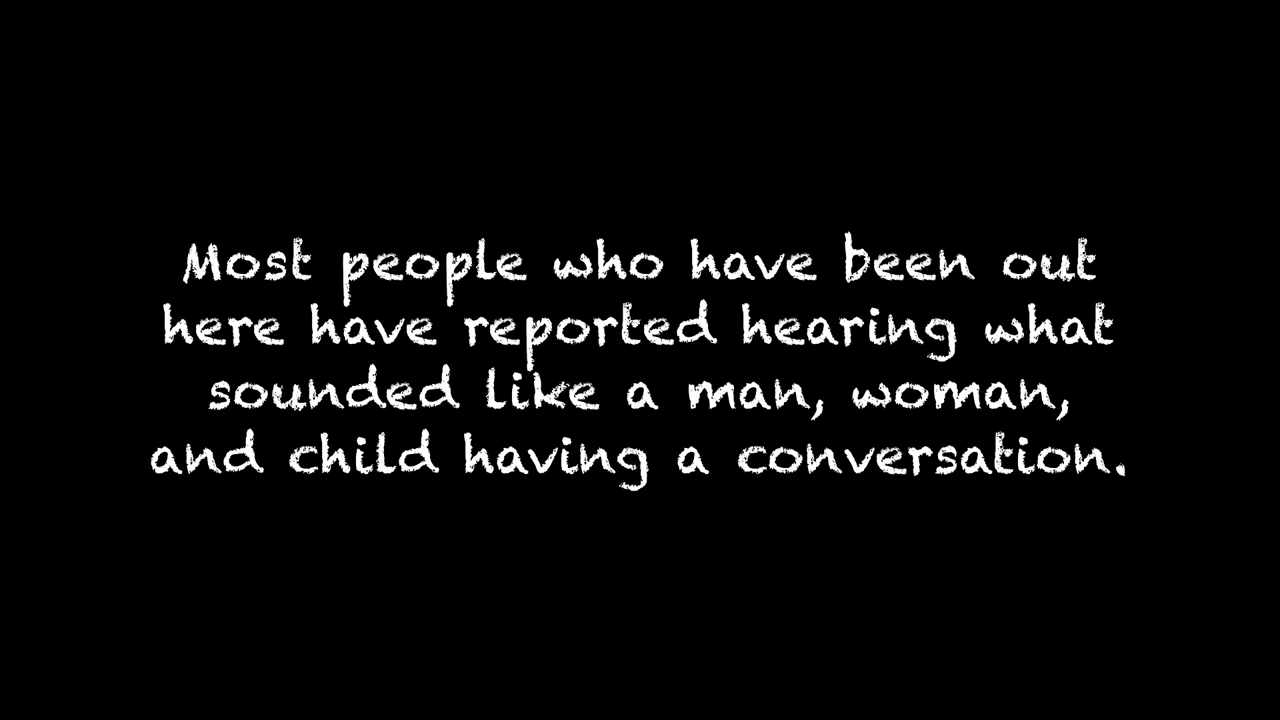 Most people who have been out
here have reported hearing what
sounded like a man, woman,
and child having a conversation.